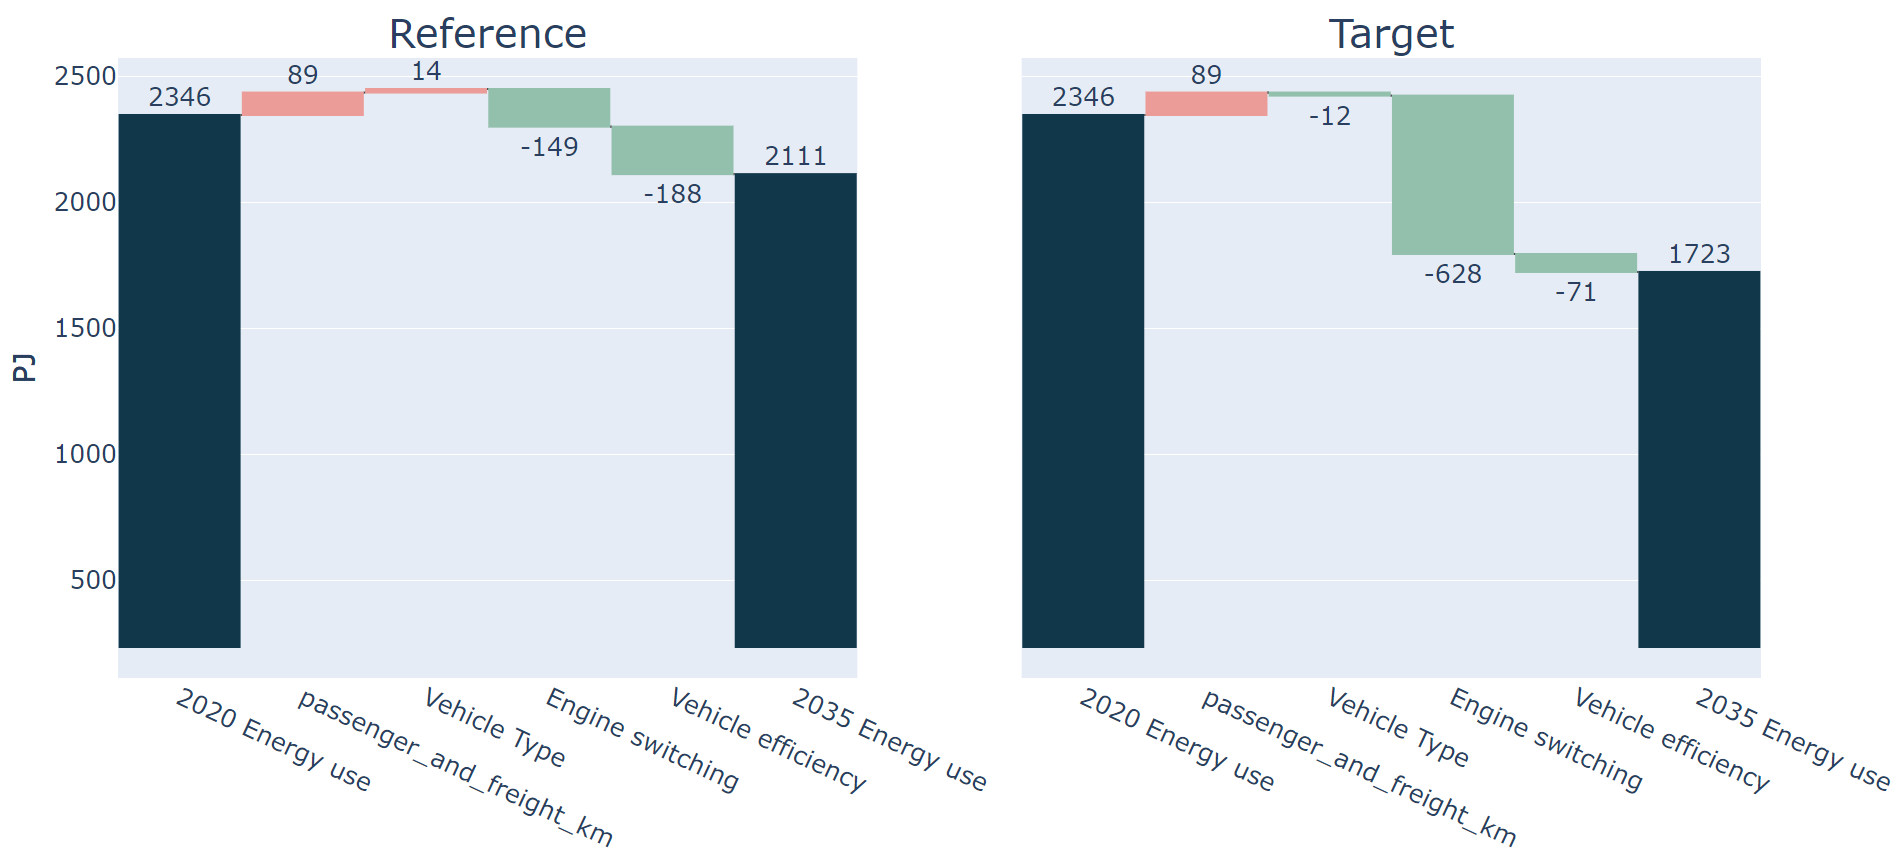 Reference
Target
PJ
2500
2000
1500
1000
500
2346
89
14
-149
-188
2111
2020 Energy use
passenger_and_freight_km
Vehicle Type
Engine switching
Vehicle efficiency
2035 Energy use
2346
89
-12
-628
-71
1723
2020 Energy use
passenger_and_freight_km
Vehicle Type
Engine switching
Vehicle efficiency
2035 Energy use